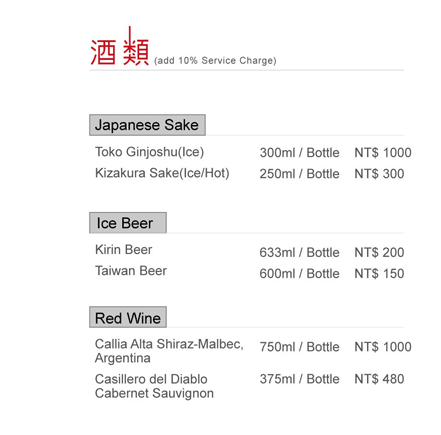 酒類 (add 10% Service Charge)
Japanese Sake
Toko Ginjoshu(Ice) 300ml / Bottle NT$ 1000
Kizakura Sake(Ice/Hot) 250ml / Bottle NT$ 300
Ice Beer
Kirin Beer 633ml / Bottle NT$ 200
Taiwan Beer 600ml / Bottle NT$ 150
Red Wine
Callia Alta Shiraz-Malbec, 750ml / Bottle NT$ 1000
Argentina
Casillero del Diablo 375ml / Bottle NT$ 480
Cabernet Sauvignon